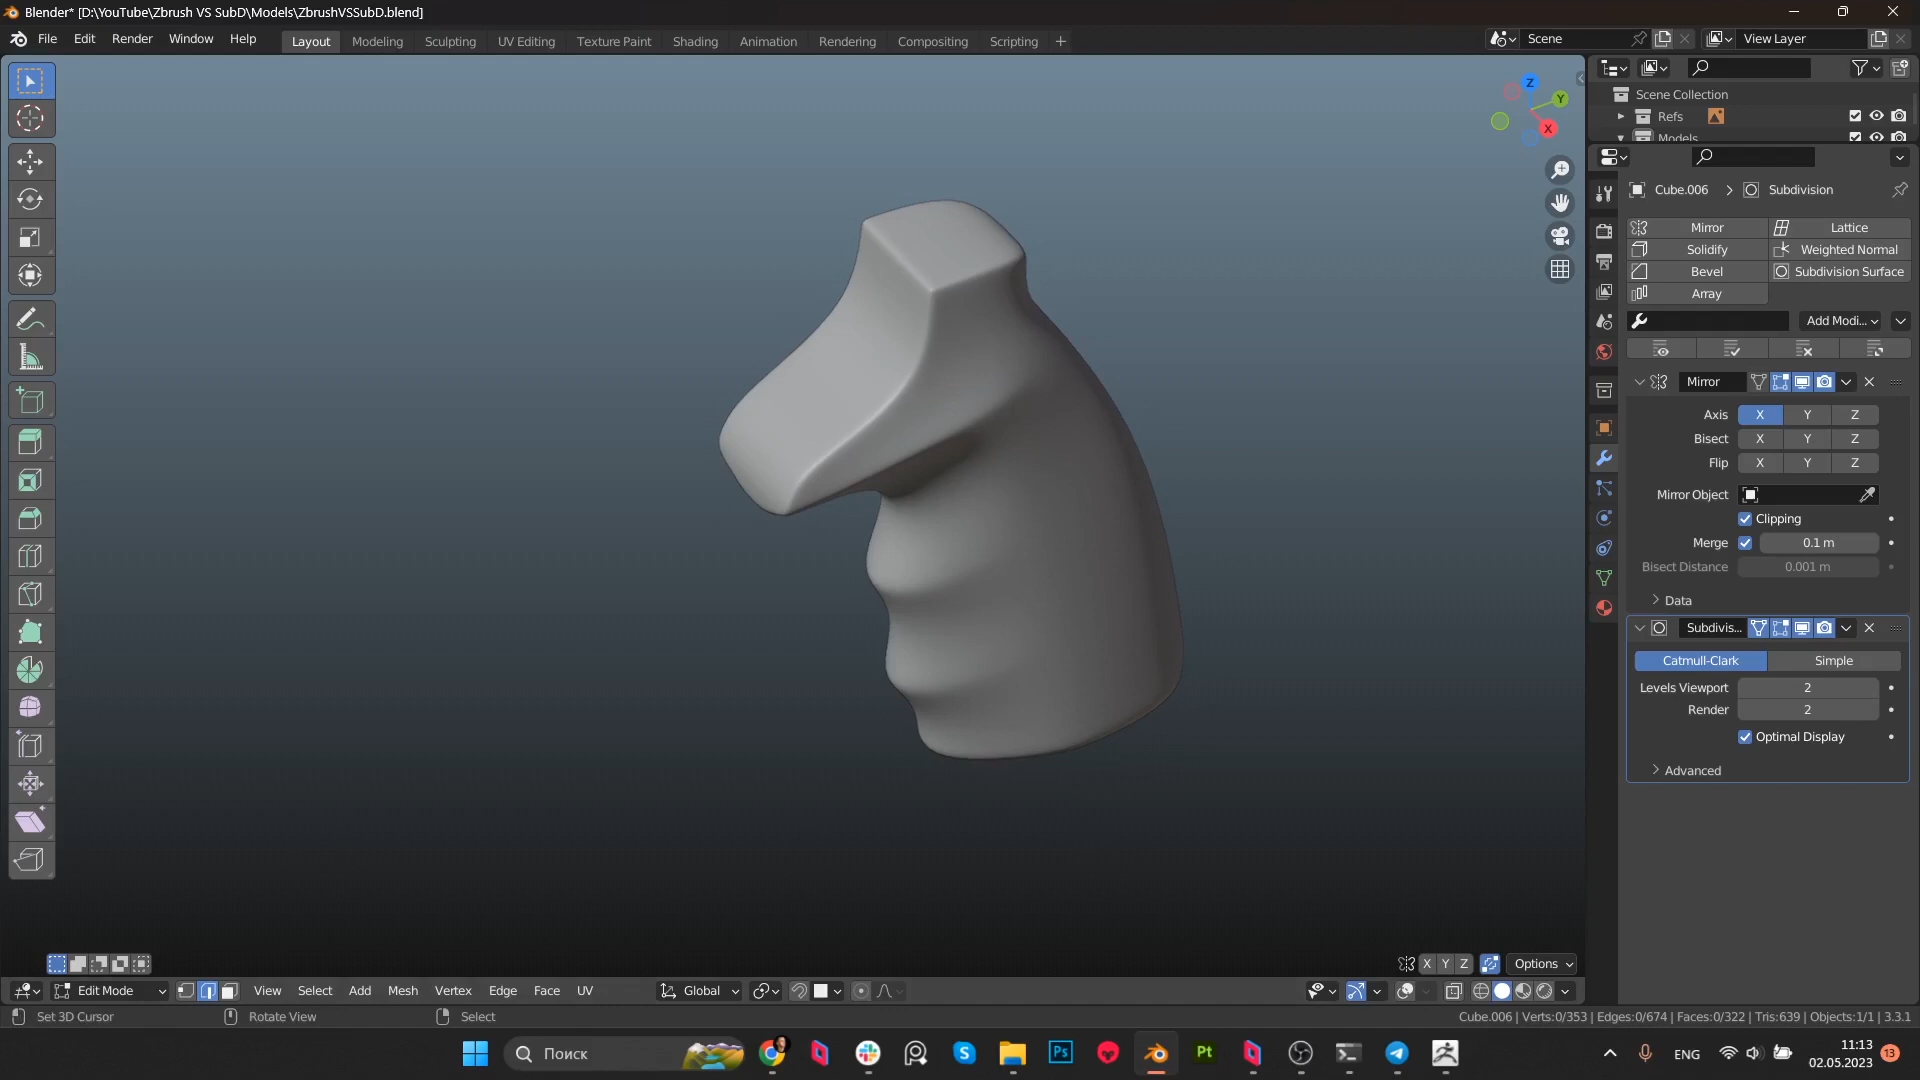 Blender* [D:\YouTube\Zbrush VS SubD\Models\ZbrushVSSubD.blend]
File Edit Render Window Help Layout Modeling Sculpting UV Editing Texture Paint Shading Animation Rendering Compositing Scripting + Scene View Layer
Scene Collection
Refs
Models
Cube.006 > Subdivision
Mirror Lattice
Solidify Weighted Normal
Bevel Subdivision Surface
Array
Add Modi...
Mirror
Axis X Y Z
Bisect X Y Z
Flip X Y Z
Mirror Object
Clipping
Merge 0.1 m
Bisect Distance 0.001 m
Data
Subdivis...
Catmull-Clark Simple
Levels Viewport 2
Render 2
Optimal Display
Advanced
Z
Y
X
X Y Z Options
Edit Mode View Select Add Mesh Vertex Edge Face UV Global
Set 3D Cursor Rotate View Select Cube.006 | Verts:0/353 | Edges:0/674 | Faces:0/322 | Tris:639 | Objects:1/1 | 3.3.1
Поиск S Ps Pt ENG 11:13 13
02.05.2023